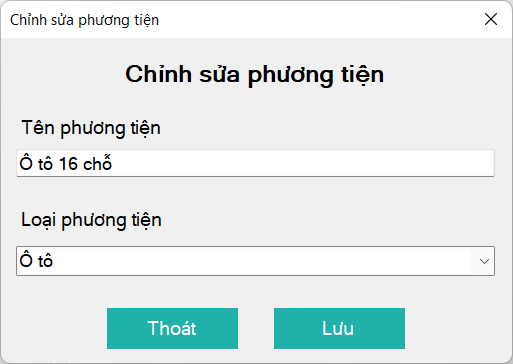 Chỉnh sửa phương tiện
Chỉnh sửa phương tiện
Tên phương tiện
Ô tô 16 chỗ
Loại phương tiện
Ô tô
Thoát
Lưu